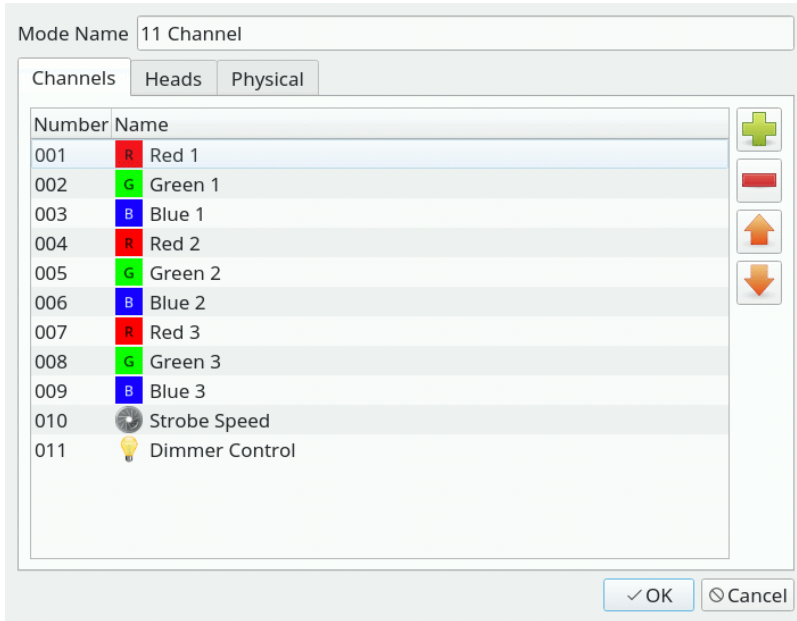 Mode Name 11 Channel
Channels Heads Physical
Number Name
001 R Red 1
002 G Green 1
003 B Blue 1
004 R Red 2
005 G Green 2
006 B Blue 2
007 R Red 3
008 G Green 3
009 B Blue 3
010 Strobe Speed
011 Dimmer Control
OK Cancel